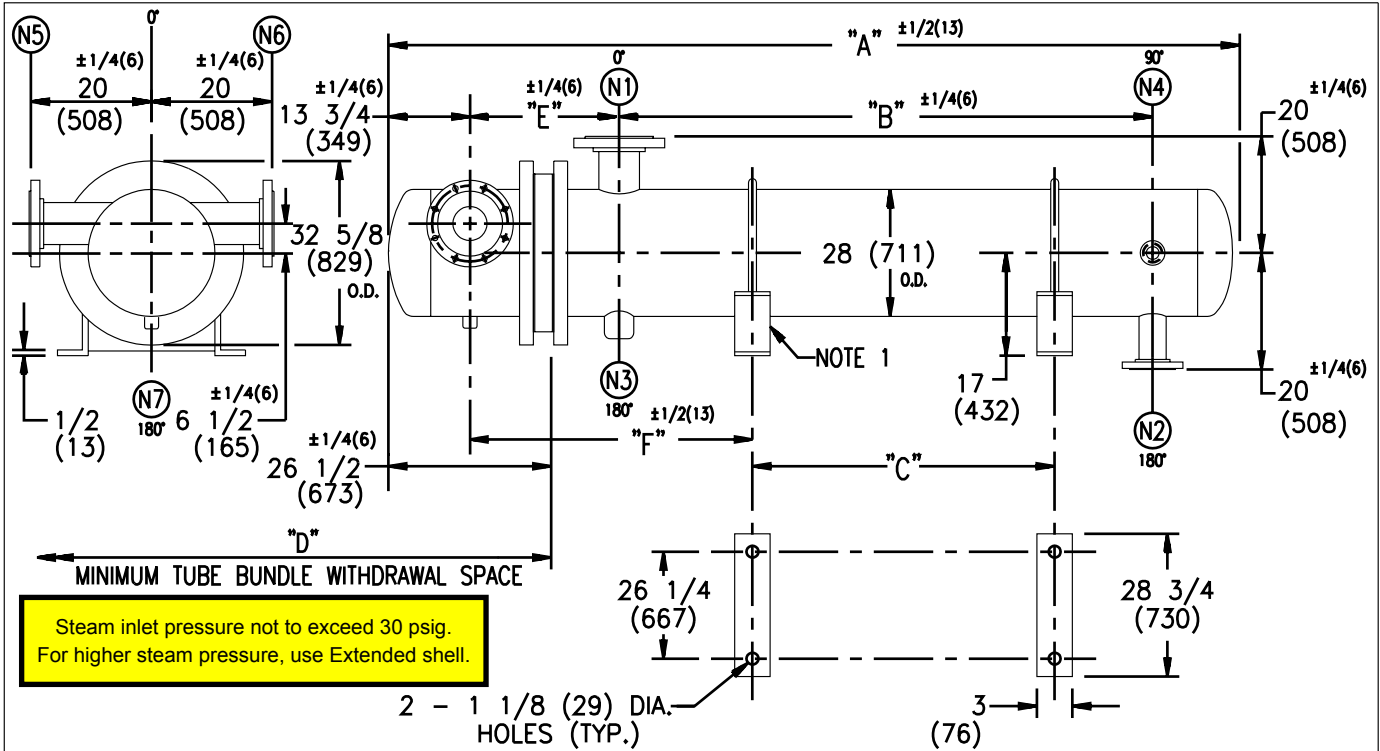 N5
0°
N6
±1/4(6)
20
(508)
±1/4(6)
20
(508)
±1/4(6)
13 3/4
(349)
±1/4(6)
"E"
0°
N1
"A" ±1/2(13)
"B" ±1/4(6)
90°
N4
±1/4(6)
20
(508)
32 5/8
(829)
O.D.
28 (711)
O.D.
NOTE 1
N7
180°
±1/4(6)
6 1/2
(165)
1/2
(13)
N3
180°
17
(432)
±1/4(6)
20
(508)
N2
180°
±1/4(6)
26 1/2
(673)
"F" ±1/2(13)
"C"
"D"
MINIMUM TUBE BUNDLE WITHDRAWAL SPACE
Steam inlet pressure not to exceed 30 psig.
For higher steam pressure, use Extended shell.
26 1/4
(667)
28 3/4
(730)
2 - 1 1/8 (29) DIA.
HOLES (TYP.)
3
(76)